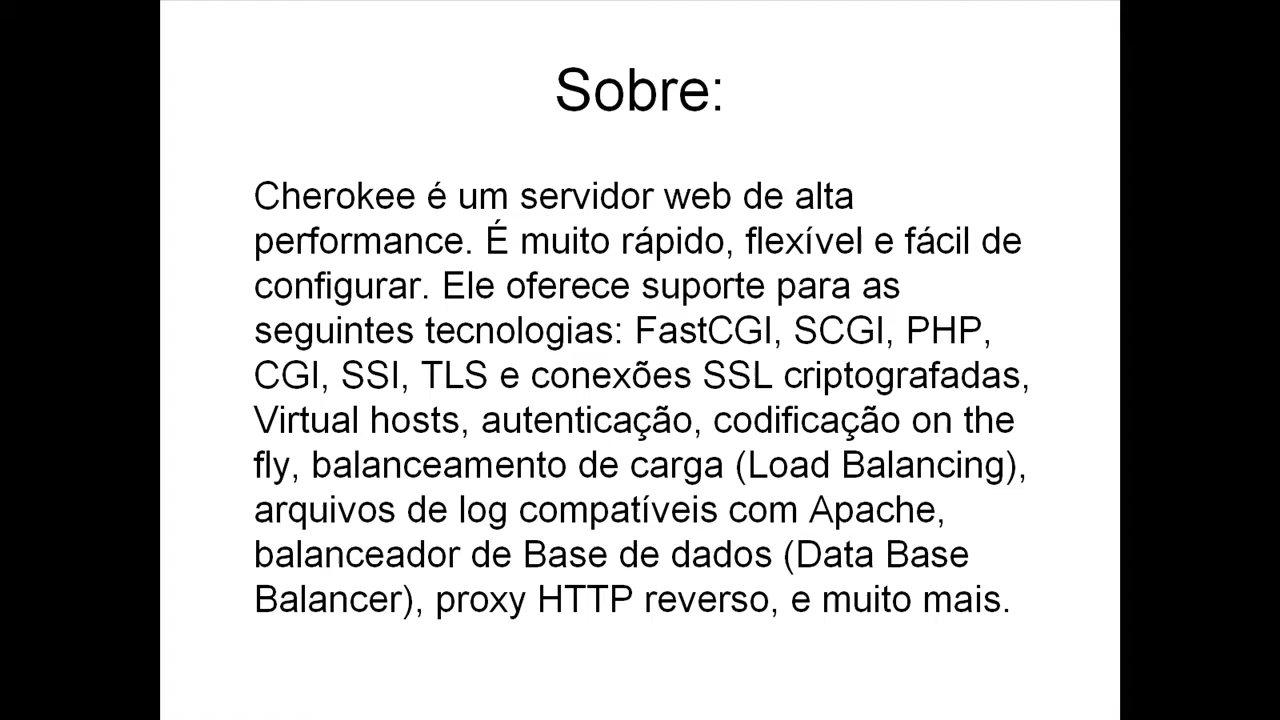 Sobre:
Cherokee é um servidor web de alta
performance. É muito rápido, flexível e fácil de
configurar. Ele oferece suporte para as
seguintes tecnologias: FastCGI, SCGI, PHP,
CGI, SSI, TLS e conexões SSL criptografadas,
Virtual hosts, autenticação, codificação on the
fly, balanceamento de carga (Load Balancing),
arquivos de log compatíveis com Apache,
balanceador de Base de dados (Data Base
Balancer), proxy HTTP reverso, e muito mais.